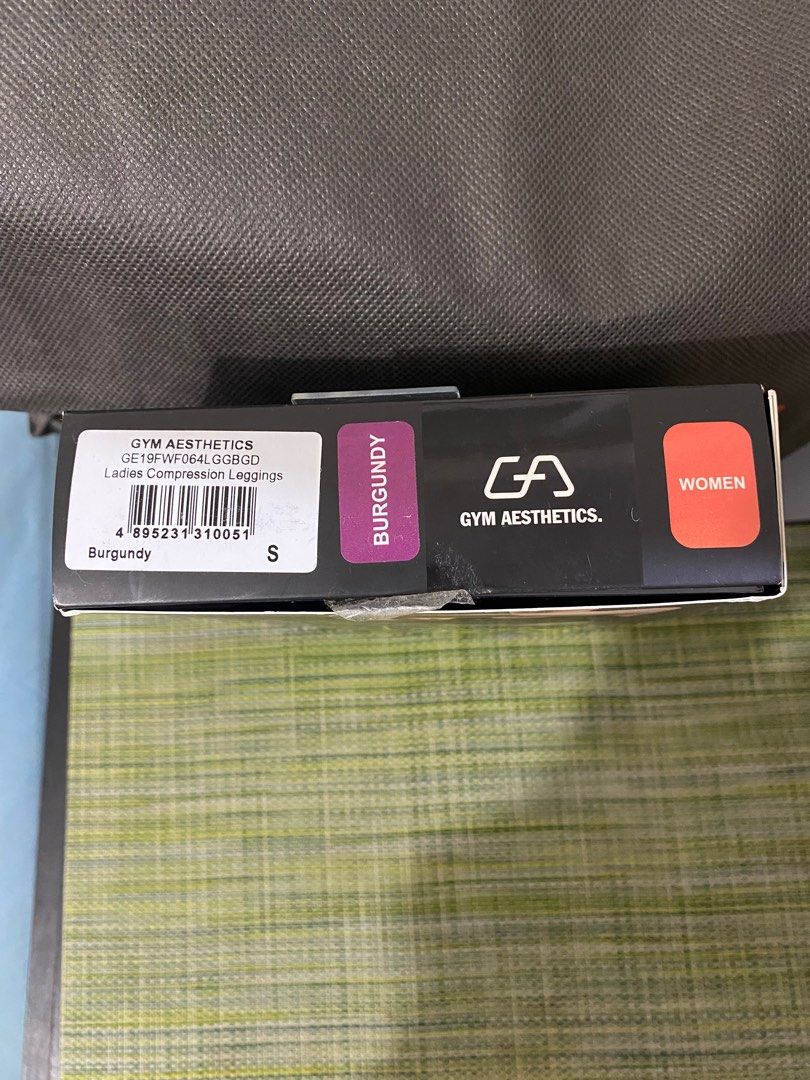 GYM AESTHETICS
GE19FWF064LGGBGD
Ladies Compression Leggings
4 895231 310051
Burgundy S
BURGUNDY
GYM AESTHETICS.
WOMEN